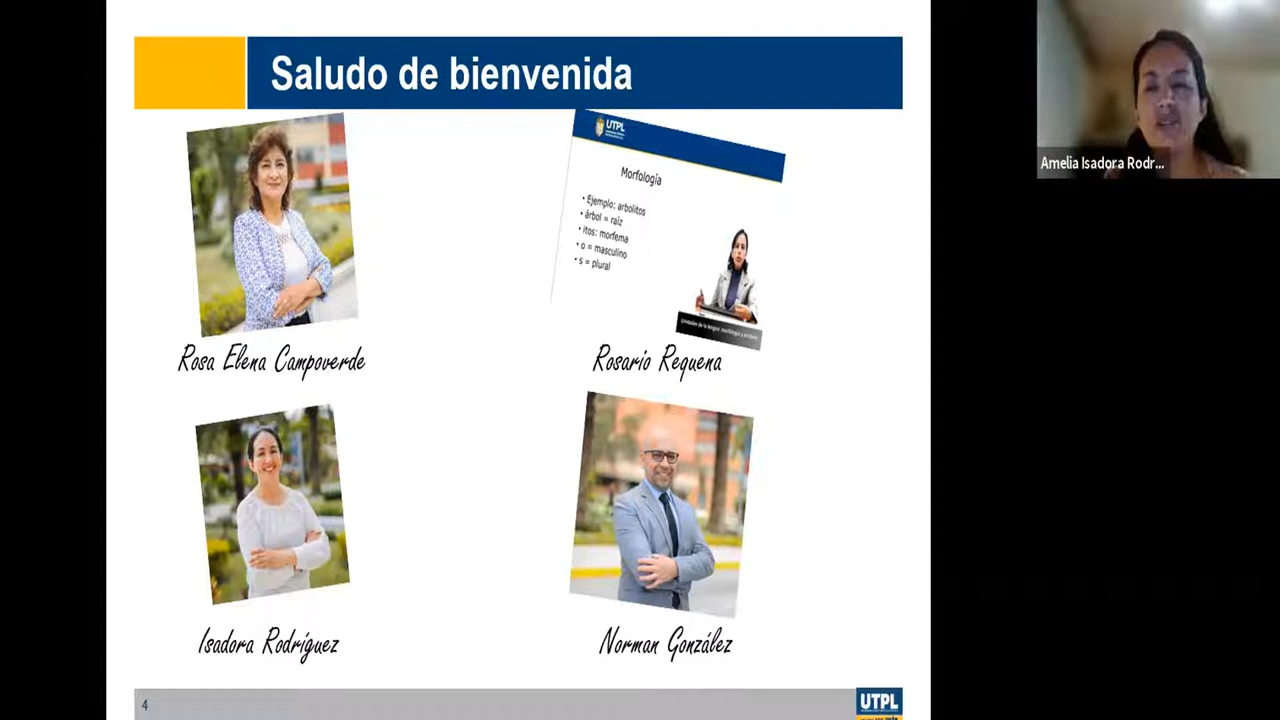 Saludo de bienvenida
UTPL
Morfología
• Ejemplo: arbolitos
• árbol = raíz
• itos: morfema
• o = masculino
• s = plural
Rosa Elena Campoverde
Rosario Requena
Isadora Rodríguez
Norman González
4
UTPL
Amelia Isadora Rodr...